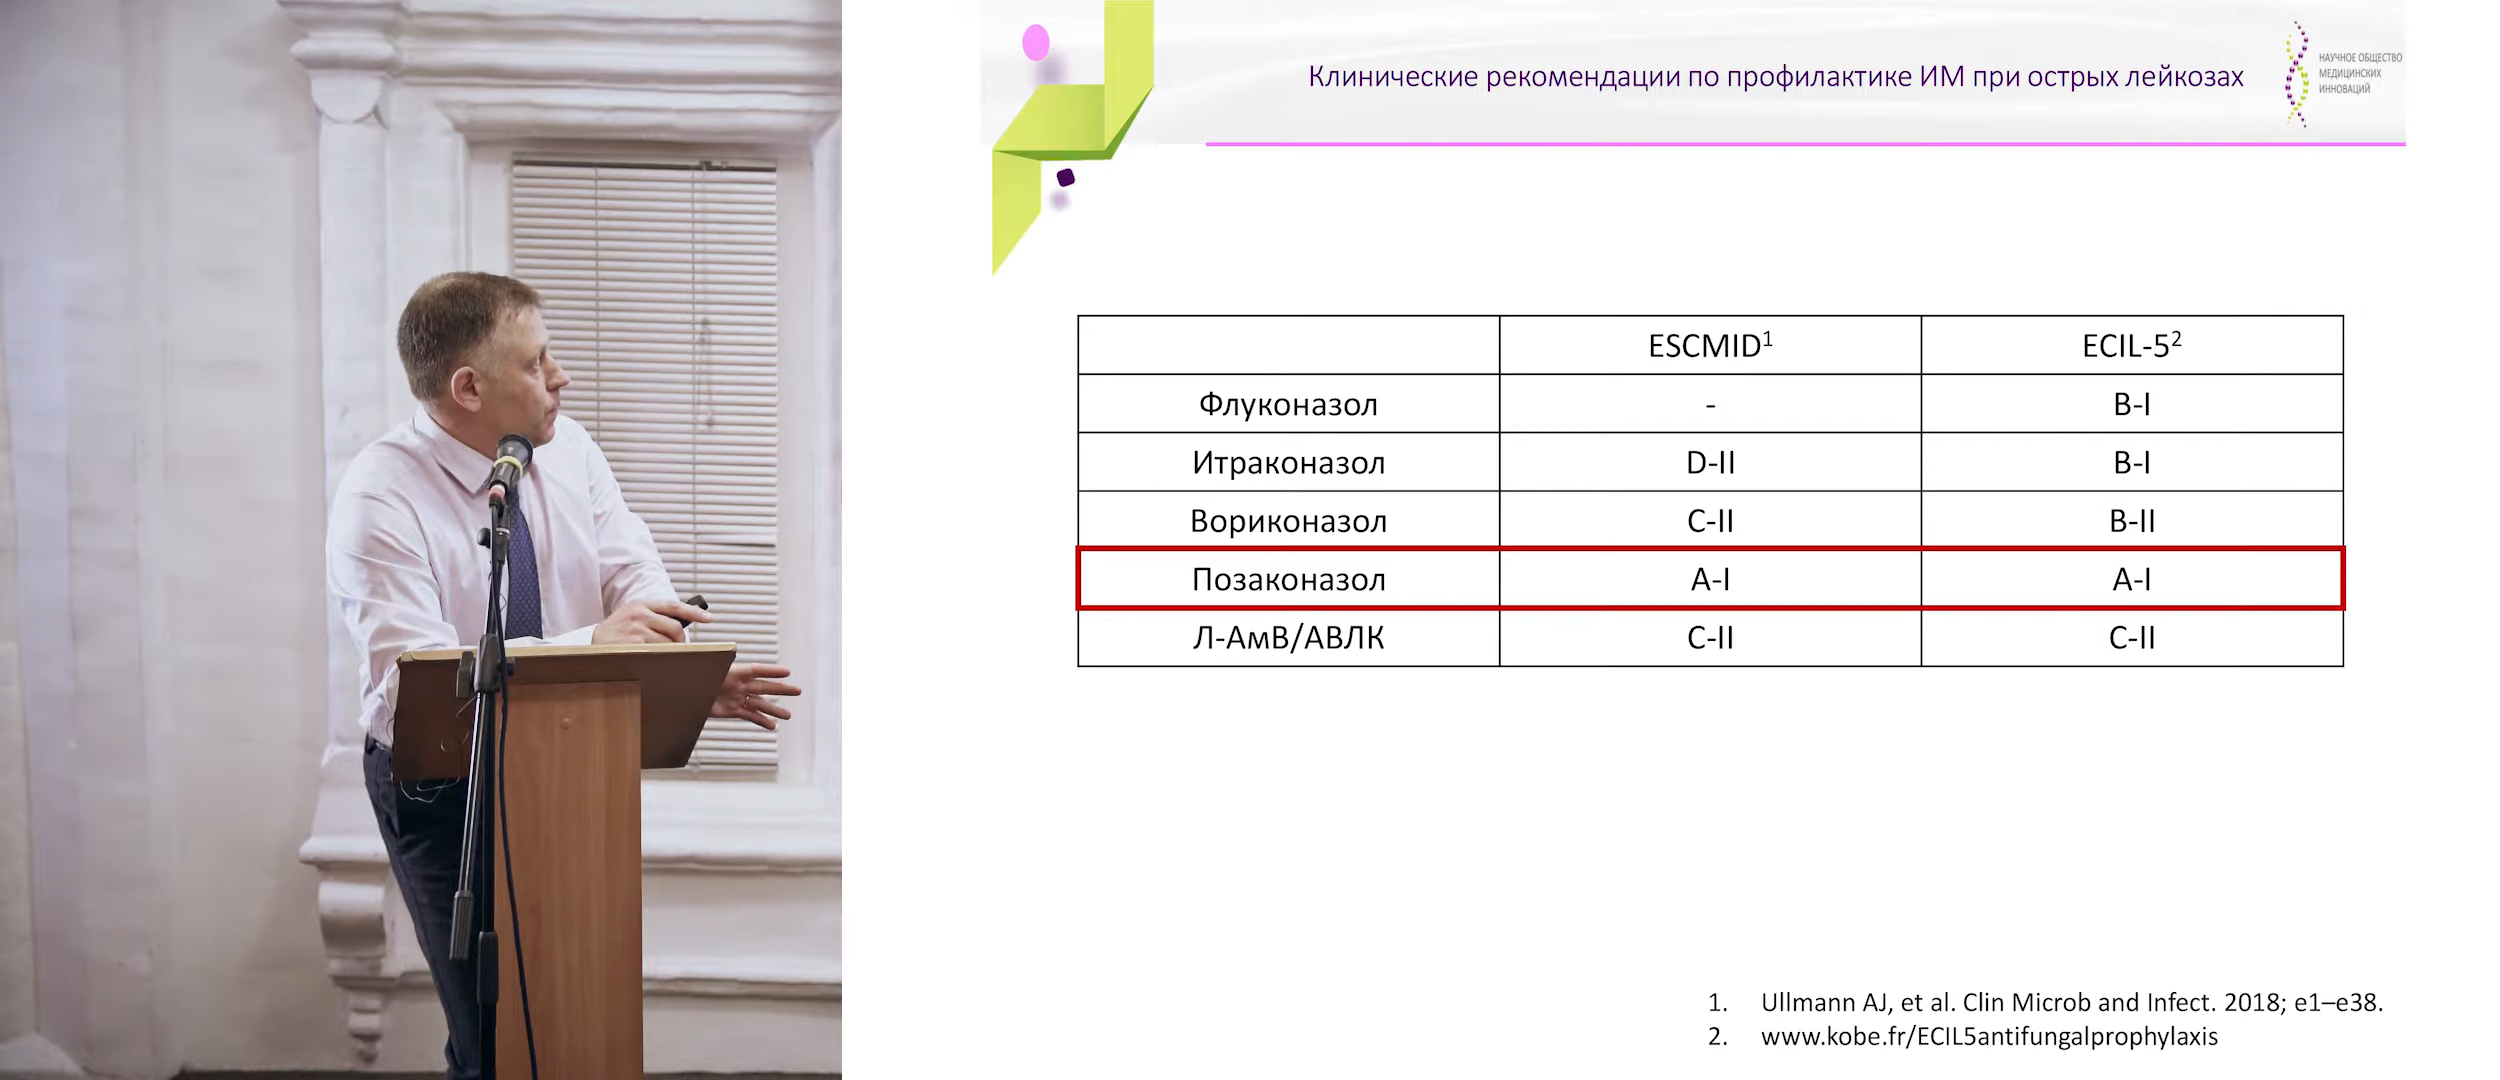 Клинические рекомендации по профилактике ИМ при острых лейкозах
НАУЧНОЕ ОБЩЕСТВО
МЕДИЦИНСКИХ
ИННОВАЦИЙ
ESCMID¹ ECIL-5²
Флуконазол - B-I
Итраконазол D-II B-I
Вориконазол C-II B-II
Позаконазол A-I A-I
Л-АмВ/АВЛК C-II C-II
1. Ullmann AJ, et al. Clin Microb and Infect. 2018; e1–e38.
2. www.kobe.fr/ECIL5antifungalprophylaxis